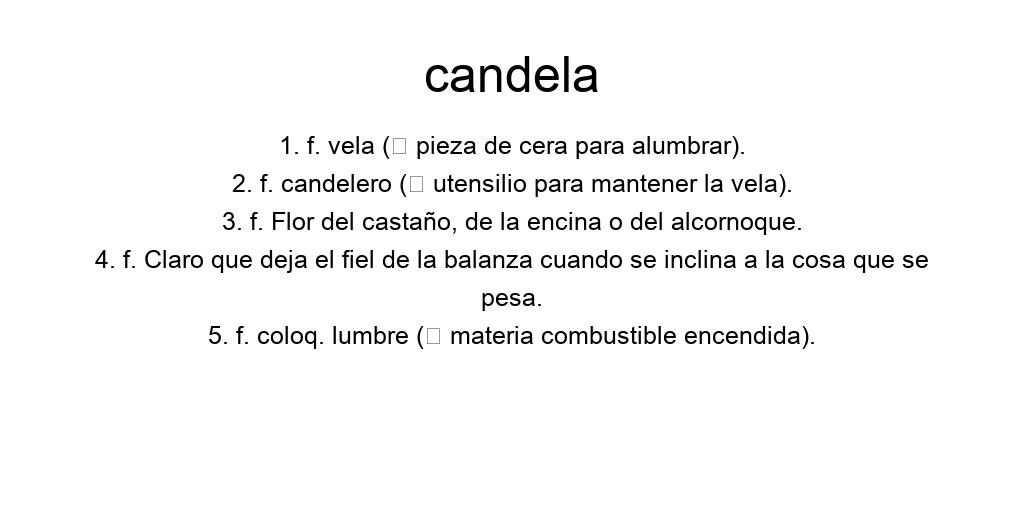 candela
1. f. vela (▯ pieza de cera para alumbrar).
2. f. candelero (▯ utensilio para mantener la vela).
3. f. Flor del castaño, de la encina o del alcornoque.
4. f. Claro que deja el fiel de la balanza cuando se inclina a la cosa que se
pesa.
5. f. coloq. lumbre (▯ materia combustible encendida).